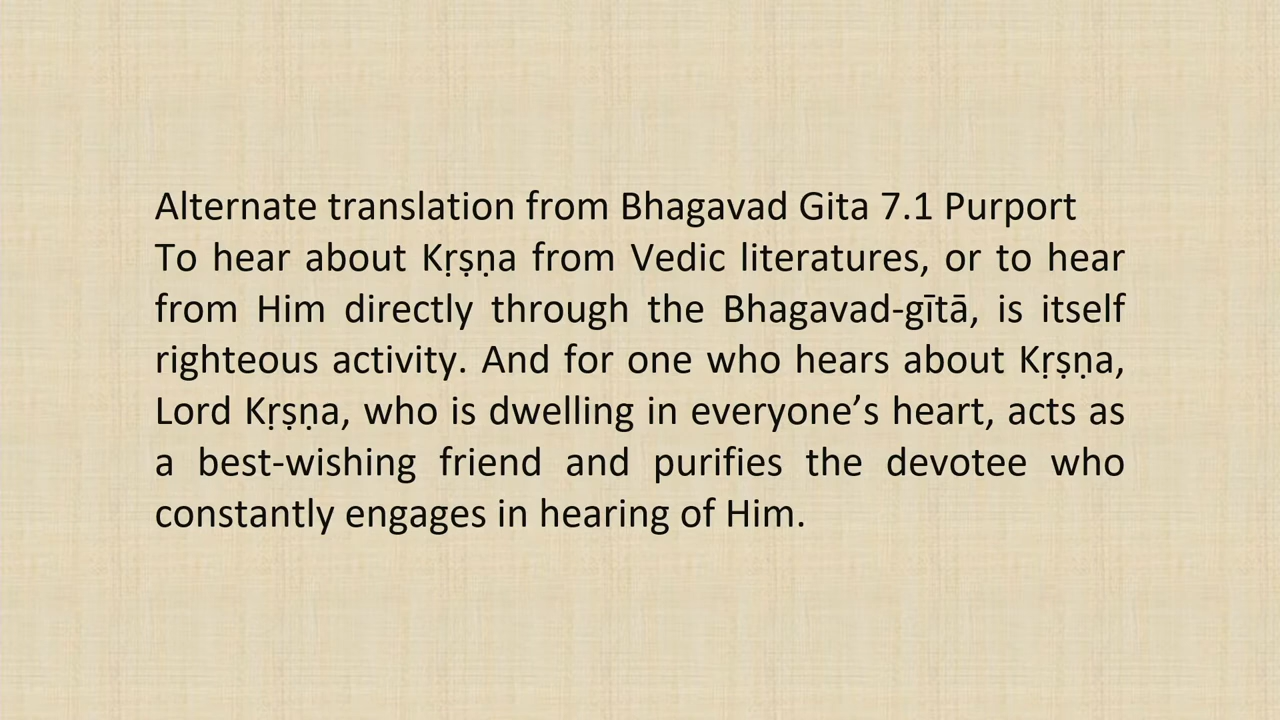 Alternate translation from Bhagavad Gita 7.1 Purport
To hear about Kṛṣṇa from Vedic literatures, or to hear
from Him directly through the Bhagavad-gītā, is itself
righteous activity. And for one who hears about Kṛṣṇa,
Lord Kṛṣṇa, who is dwelling in everyone’s heart, acts as
a best-wishing friend and purifies the devotee who
constantly engages in hearing of Him.